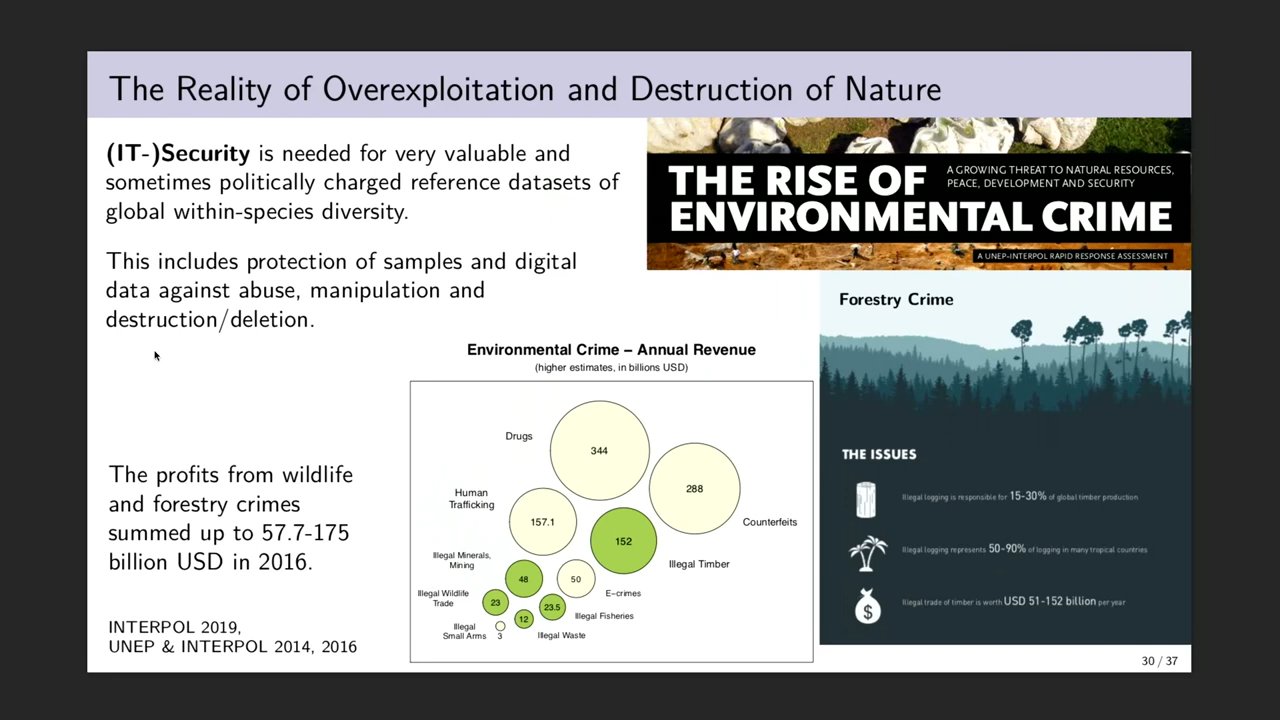 The Reality of Overexploitation and Destruction of Nature
(IT-)Security is needed for very valuable and
sometimes politically charged reference datasets of
global within-species diversity.
This includes protection of samples and digital
data against abuse, manipulation and
destruction/deletion.
The profits from wildlife
and forestry crimes
summed up to 57.7-175
billion USD in 2016.
INTERPOL 2019,
UNEP & INTERPOL 2014, 2016
THE RISE OF
ENVIRONMENTAL CRIME
A GROWING THREAT TO NATURAL RESOURCES,
PEACE, DEVELOPMENT AND SECURITY
A UNEP-INTERPOL RAPID RESPONSE ASSESSMENT
Environmental Crime – Annual Revenue
(higher estimates, in billions USD)
Drugs
344
288
Counterfeits
Human
Trafficking
157.1
152
Illegal Timber
Illegal Minerals,
Mining
48
50
E-crimes
Illegal Wildlife
Trade
23
23.5
Illegal Fisheries
12
Illegal Waste
Illegal
Small Arms
3
Forestry Crime
THE ISSUES
Illegal logging is responsible for 15-30% of global timber production
Illegal logging represents 50-90% of logging in many tropical countries
$
Illegal trade of timber is worth USD 51-152 billion per year
30 / 37